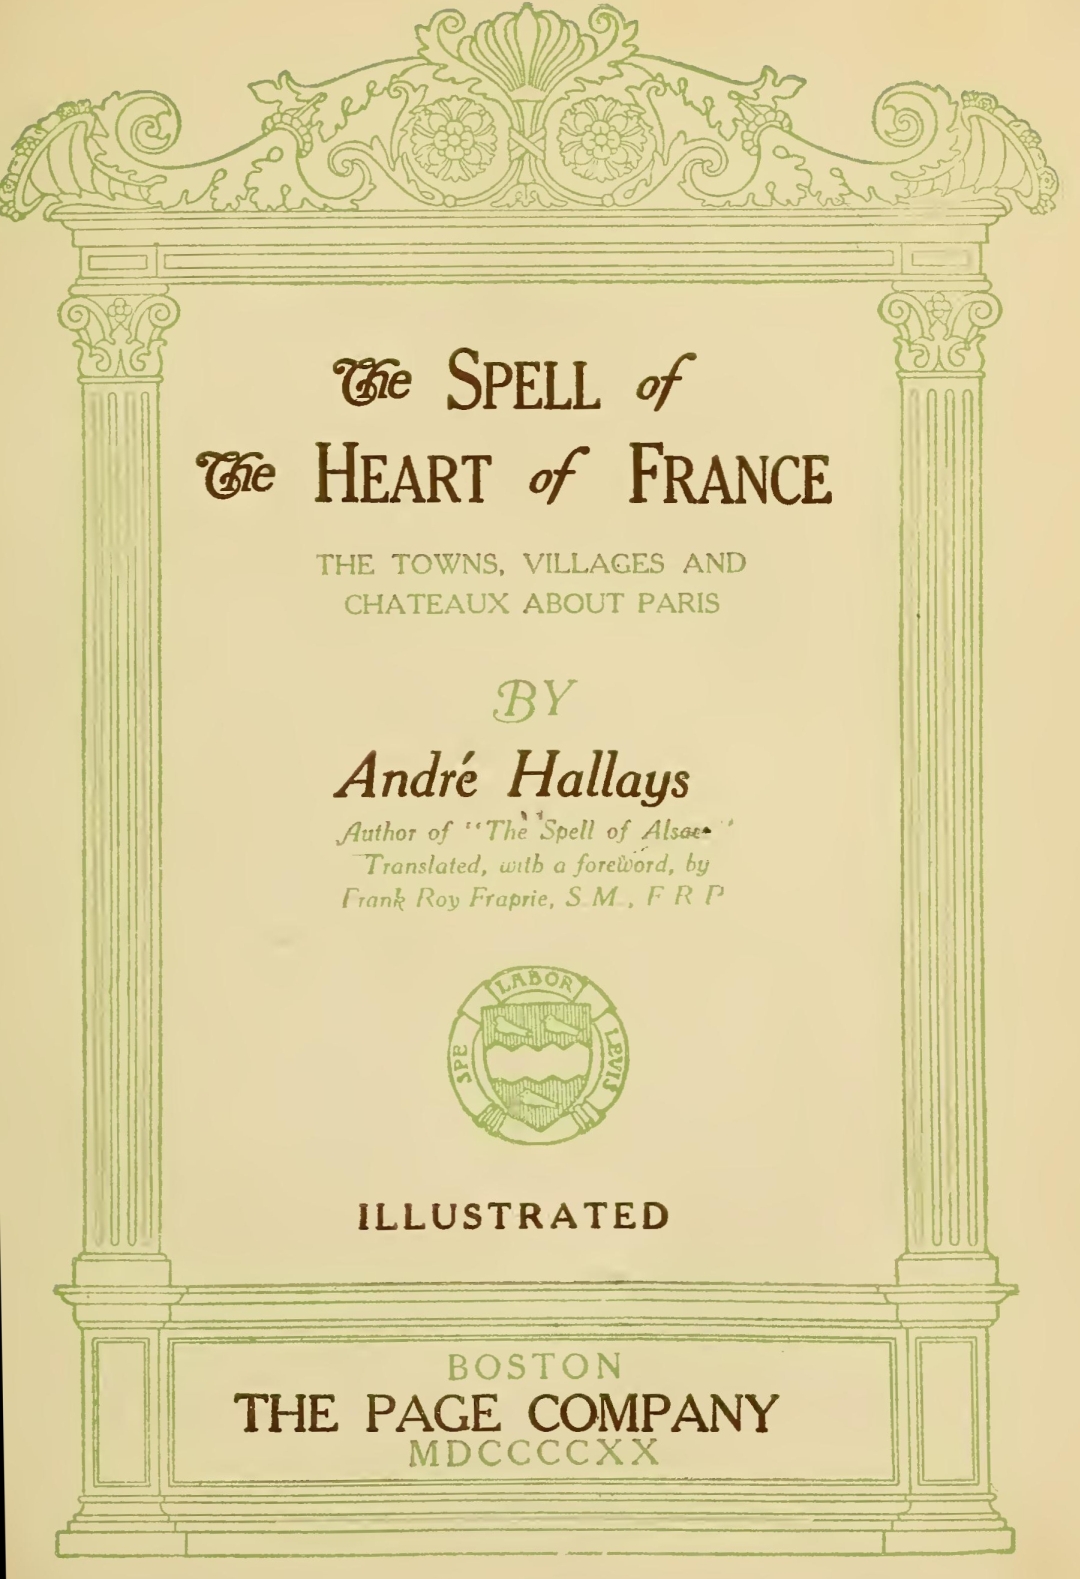 The SPELL of
The HEART of FRANCE
THE TOWNS, VILLAGES AND
CHATEAUX ABOUT PARIS
BY
André Hallays
Author of "The Spell of Alsace"
Translated, with a foreword, by
Frank Roy Fraprie, S. M., F R P
SPE LABOR LEVIS
ILLUSTRATED
BOSTON
THE PAGE COMPANY
MDCCCCXX